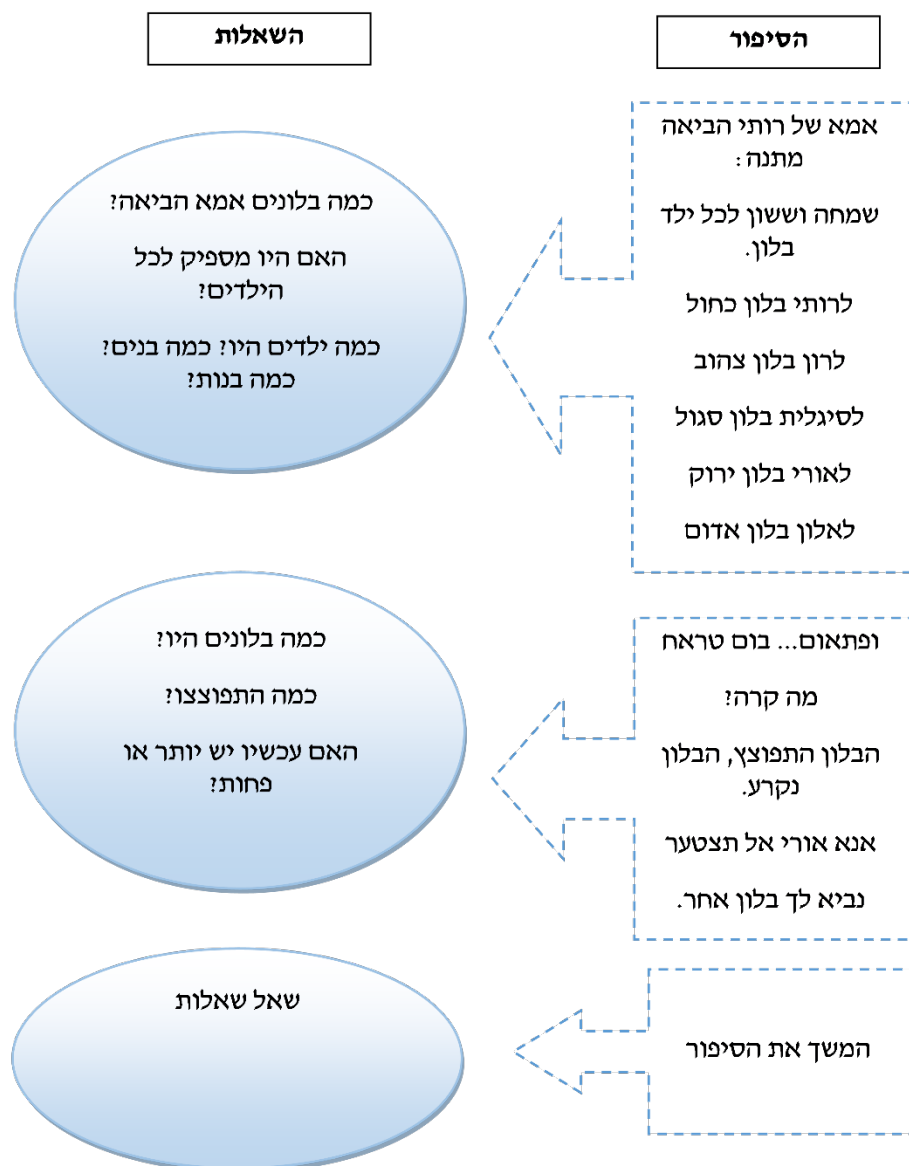 הסיפור
השאלות
אמא של רותי הביאה
מתנה:
שמחה וששון לכל ילד
בלון.
לרותי בלון כחול
לרון בלון צהוב
לסיגלית בלון סגול
לאורי בלון ירוק
לאלון בלון אדום
כמה בלונים אמא הביאה?
האם היו מספיק לכל
הילדים?
כמה ילדים היו? כמה בנים?
כמה בנות?
ופתאום... בום טראח
מה קרה?
הבלון התפוצץ, הבלון
נקרע.
אנא אורי אל תצטער
נביא לך בלון אחר.
כמה בלונים היו?
כמה התפוצצו?
האם עכשיו יש יותר או
פחות?
המשך את הסיפור
שאל שאלות